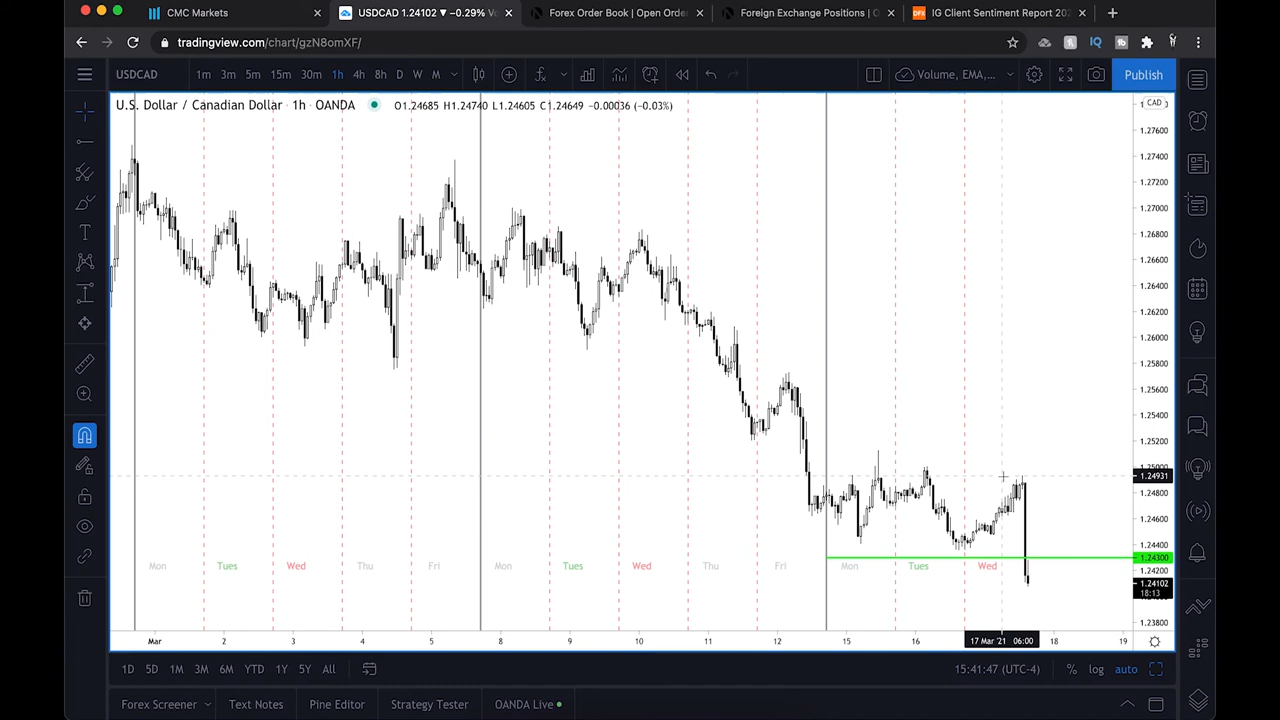 CMC Markets
USDCAD 1.24102 ▼ −0.29%
Forex Order Book | Open Orde
Foreign Exchange Positions | O
DFX IG Client Sentiment Report 202
tradingview.com/chart/gzN8omXF/
USDCAD 1m 3m 5m 15m 30m 1h 4h 8h D W M Volume, EMA,... Publish
U.S. Dollar / Canadian Dollar · 1h · OANDA O1.24685 H1.24740 L1.24605 C1.24649 −0.00036 (−0.03%)
CAD
1.27600
1.27400
1.27200
1.27000
1.26800
1.26600
1.26400
1.26200
1.26000
1.25800
1.25600
1.25400
1.25200
1.24931
1.24800
1.24600
1.24400
1.24300
1.24200
1.24102
18:13
1.23800
Mon Tues Wed Thu Fri Mon Tues Wed Thu Fri Mon Tues Wed
Mar 2 3 4 5 8 9 10 11 12 15 16 17 Mar '21 06:00 18 19
1D 5D 1M 3M 6M YTD 1Y 5Y All 15:41:47 (UTC-4) % log auto
Forex Screener Text Notes Pine Editor Strategy Tester OANDA Live